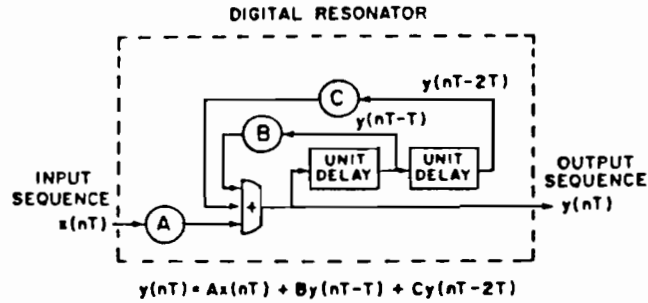 DIGITAL RESONATOR
y(nT-2T)
C
y(nT-T)
B
UNIT DELAY
UNIT DELAY
INPUT SEQUENCE
x(nT)
A
+
OUTPUT SEQUENCE
y(nT)
y(nT) = Ax(nT) + By(nT-T) + Cy(nT-2T)